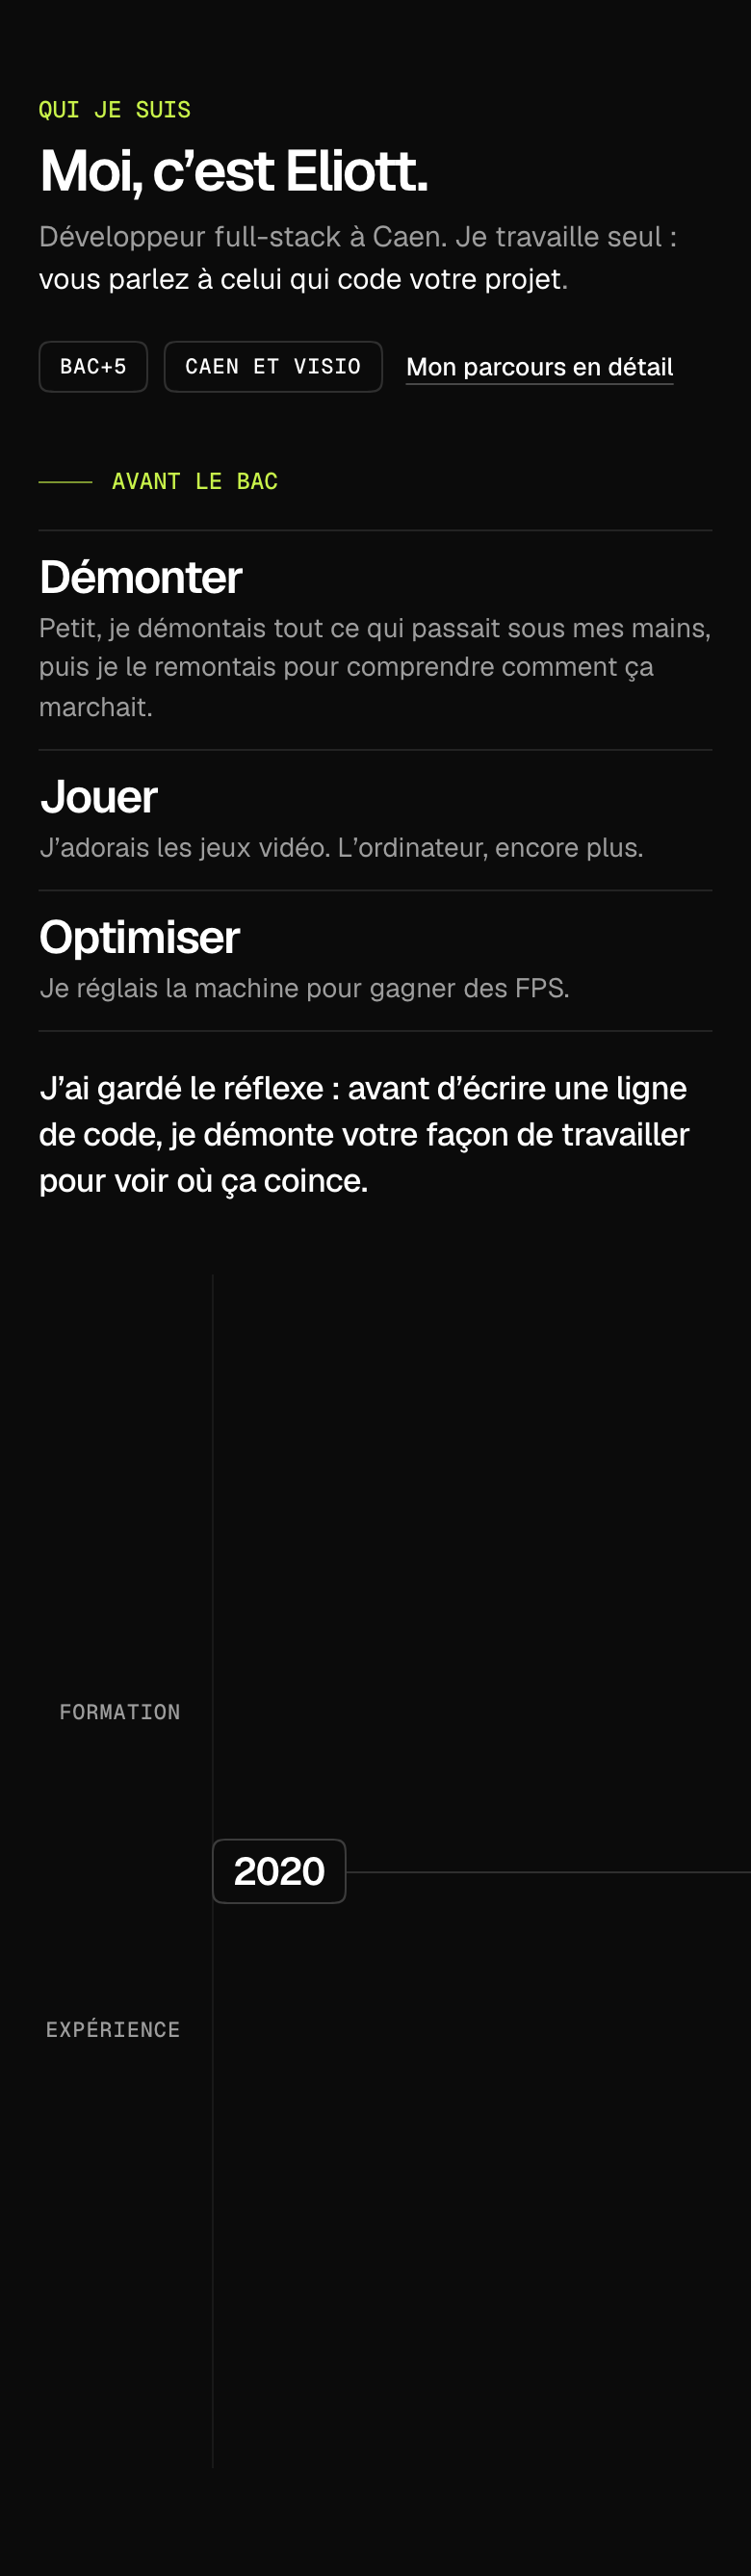 QUI JE SUIS
Moi, c’est Eliott.
Développeur full-stack à Caen. Je travaille seul :
vous parlez à celui qui code votre projet.
BAC+5
CAEN ET VISIO
Mon parcours en détail
AVANT LE BAC
Démonter
Petit, je démontais tout ce qui passait sous mes mains,
puis je le remontais pour comprendre comment ça
marchait.
Jouer
J’adorais les jeux vidéo. L’ordinateur, encore plus.
Optimiser
Je réglais la machine pour gagner des FPS.
J’ai gardé le réflexe : avant d’écrire une ligne
de code, je démonte votre façon de travailler
pour voir où ça coince.
FORMATION
2020
EXPÉRIENCE